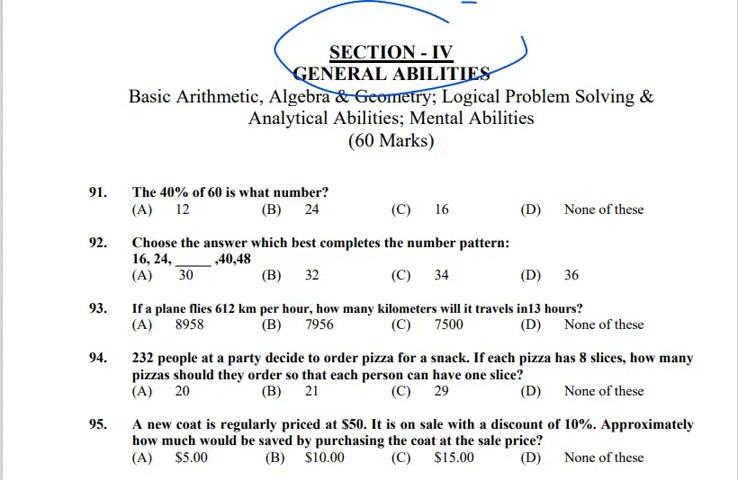 SECTION - IV
GENERAL ABILITIES
Basic Arithmetic, Algebra & Geometry; Logical Problem Solving &
Analytical Abilities; Mental Abilities
(60 Marks)
91. The 40% of 60 is what number?
(A) 12 (B) 24 (C) 16 (D) None of these
92. Choose the answer which best completes the number pattern:
16, 24, _____ ,40,48
(A) 30 (B) 32 (C) 34 (D) 36
93. If a plane flies 612 km per hour, how many kilometers will it travels in13 hours?
(A) 8958 (B) 7956 (C) 7500 (D) None of these
94. 232 people at a party decide to order pizza for a snack. If each pizza has 8 slices, how many
pizzas should they order so that each person can have one slice?
(A) 20 (B) 21 (C) 29 (D) None of these
95. A new coat is regularly priced at $50. It is on sale with a discount of 10%. Approximately
how much would be saved by purchasing the coat at the sale price?
(A) $5.00 (B) $10.00 (C) $15.00 (D) None of these